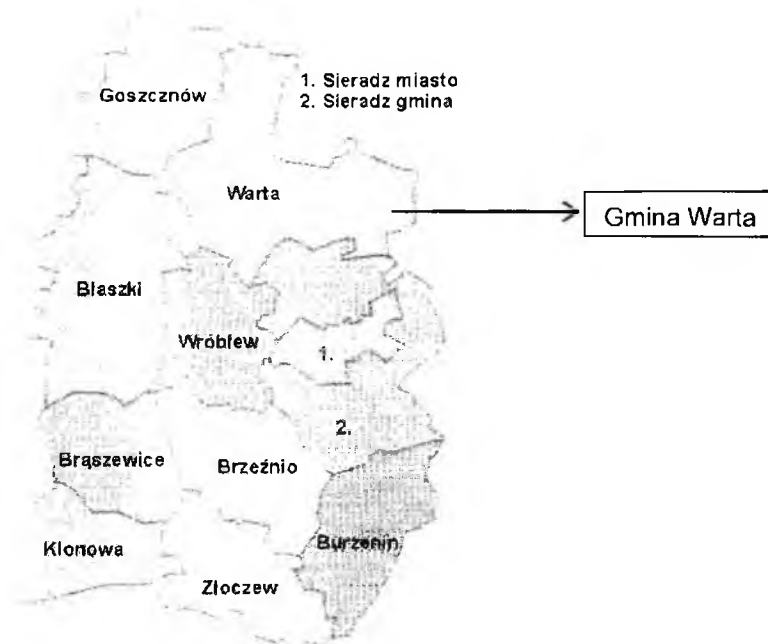 Goszcznów
1. Sieradz miasto
2. Sieradz gmina
Warta
Gmina Warta
Błaszki
Wróblew
1.
2.
Brąszewice
Brzeźnio
Klonowa
Burzenin
Złoczew